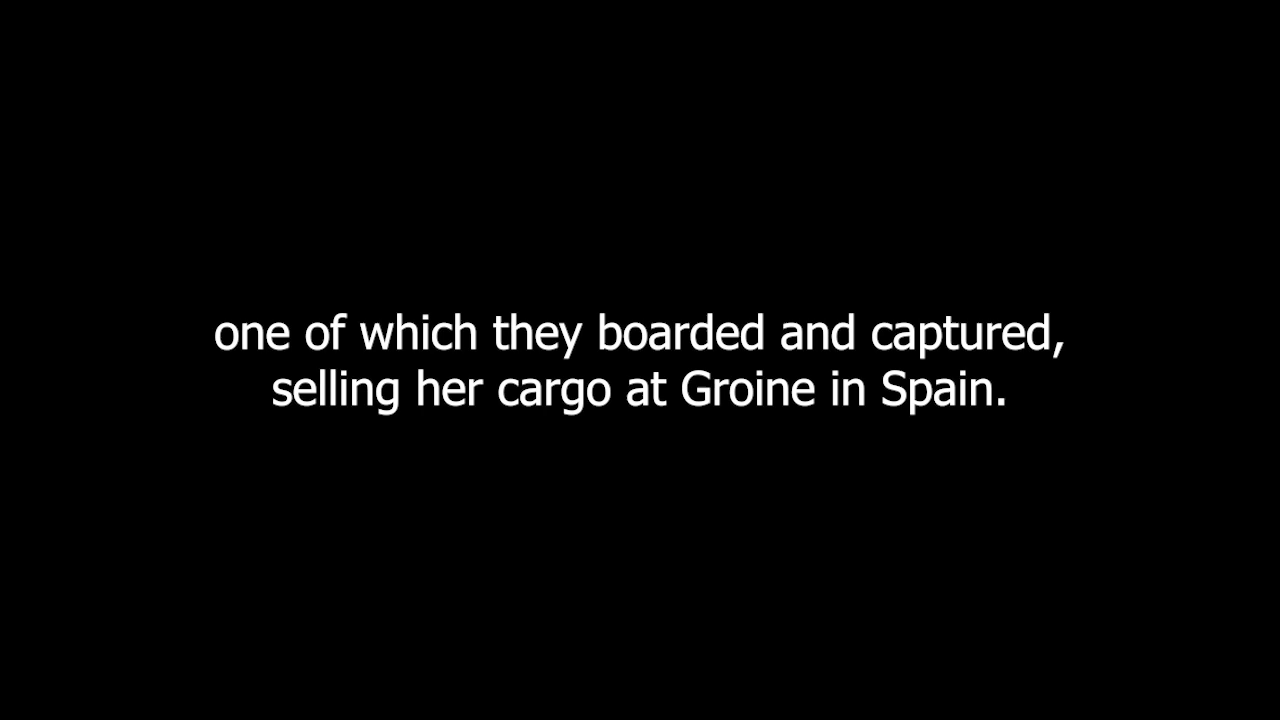 one of which they boarded and captured,
selling her cargo at Groine in Spain.